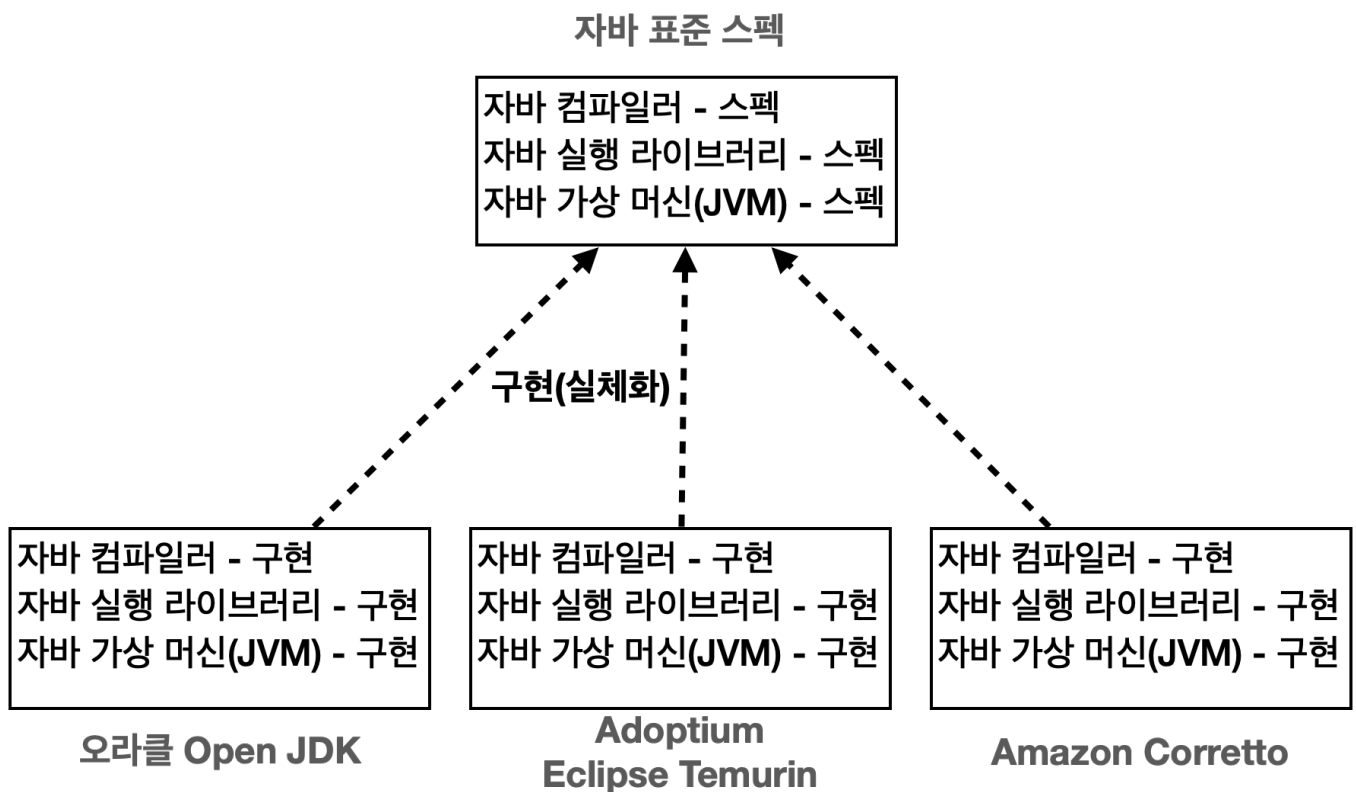 자바 표준 스펙
자바 컴파일러 - 스펙
자바 실행 라이브러리 - 스펙
자바 가상 머신(JVM) - 스펙
구현(실체화)
자바 컴파일러 - 구현
자바 실행 라이브러리 - 구현
자바 가상 머신(JVM) - 구현
오라클 Open JDK
자바 컴파일러 - 구현
자바 실행 라이브러리 - 구현
자바 가상 머신(JVM) - 구현
Adoptium
Eclipse Temurin
자바 컴파일러 - 구현
자바 실행 라이브러리 - 구현
자바 가상 머신(JVM) - 구현
Amazon Corretto